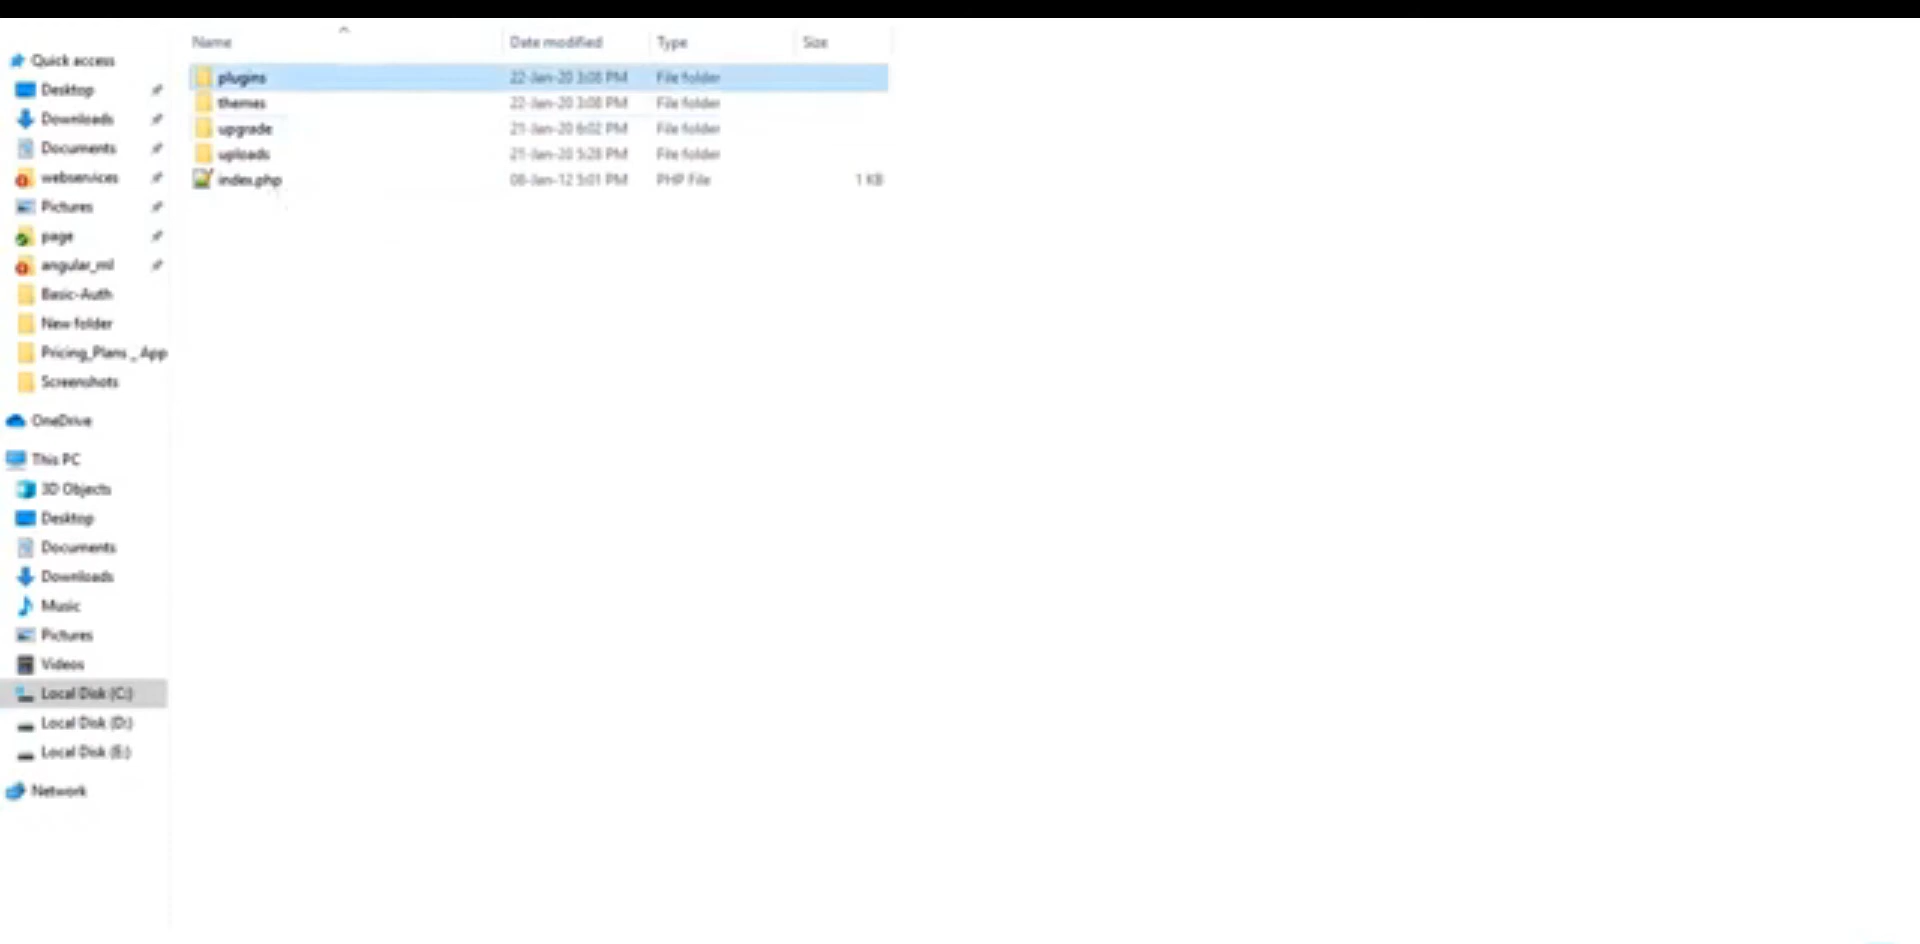 Name Date modified Type Size
Quick access
Desktop
Downloads
Documents
webservices
Pictures
page
angular_ml
Basic-Auth
New folder
Pricing_Plans _ App
Screenshots
OneDrive
This PC
3D Objects
Desktop
Documents
Downloads
Music
Pictures
Videos
Local Disk (C:)
Local Disk (D:)
Local Disk (E:)
Network
plugins 22-Jan-20 3:08 PM File folder
themes 22-Jan-20 3:08 PM File folder
upgrade 21-Jan-20 6:02 PM File folder
uploads 21-Jan-20 5:28 PM File folder
index.php 08-Jan-12 5:01 PM PHP File 1 KB